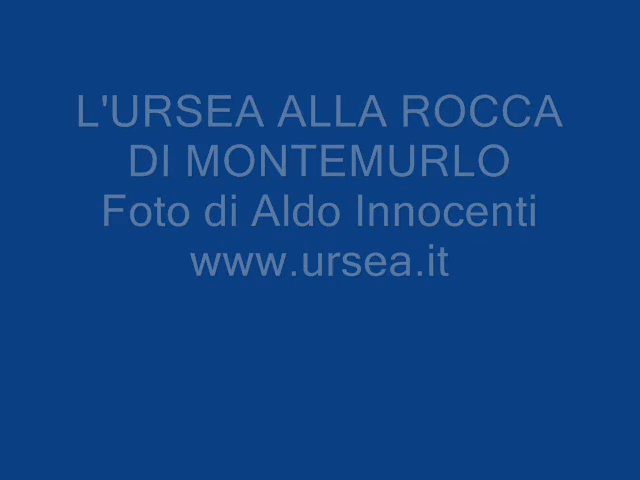 L'URSEA ALLA ROCCA
DI MONTEMURLO
Foto di Aldo Innocenti
www.ursea.it